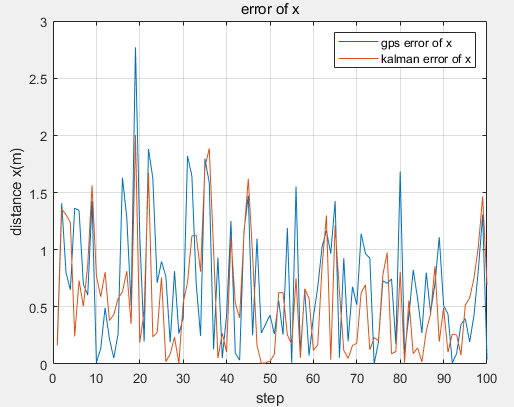 error of x
gps error of x
kalman error of x
3
2.5
2
1.5
1
0.5
0
distance x(m)
0 10 20 30 40 50 60 70 80 90 100
step